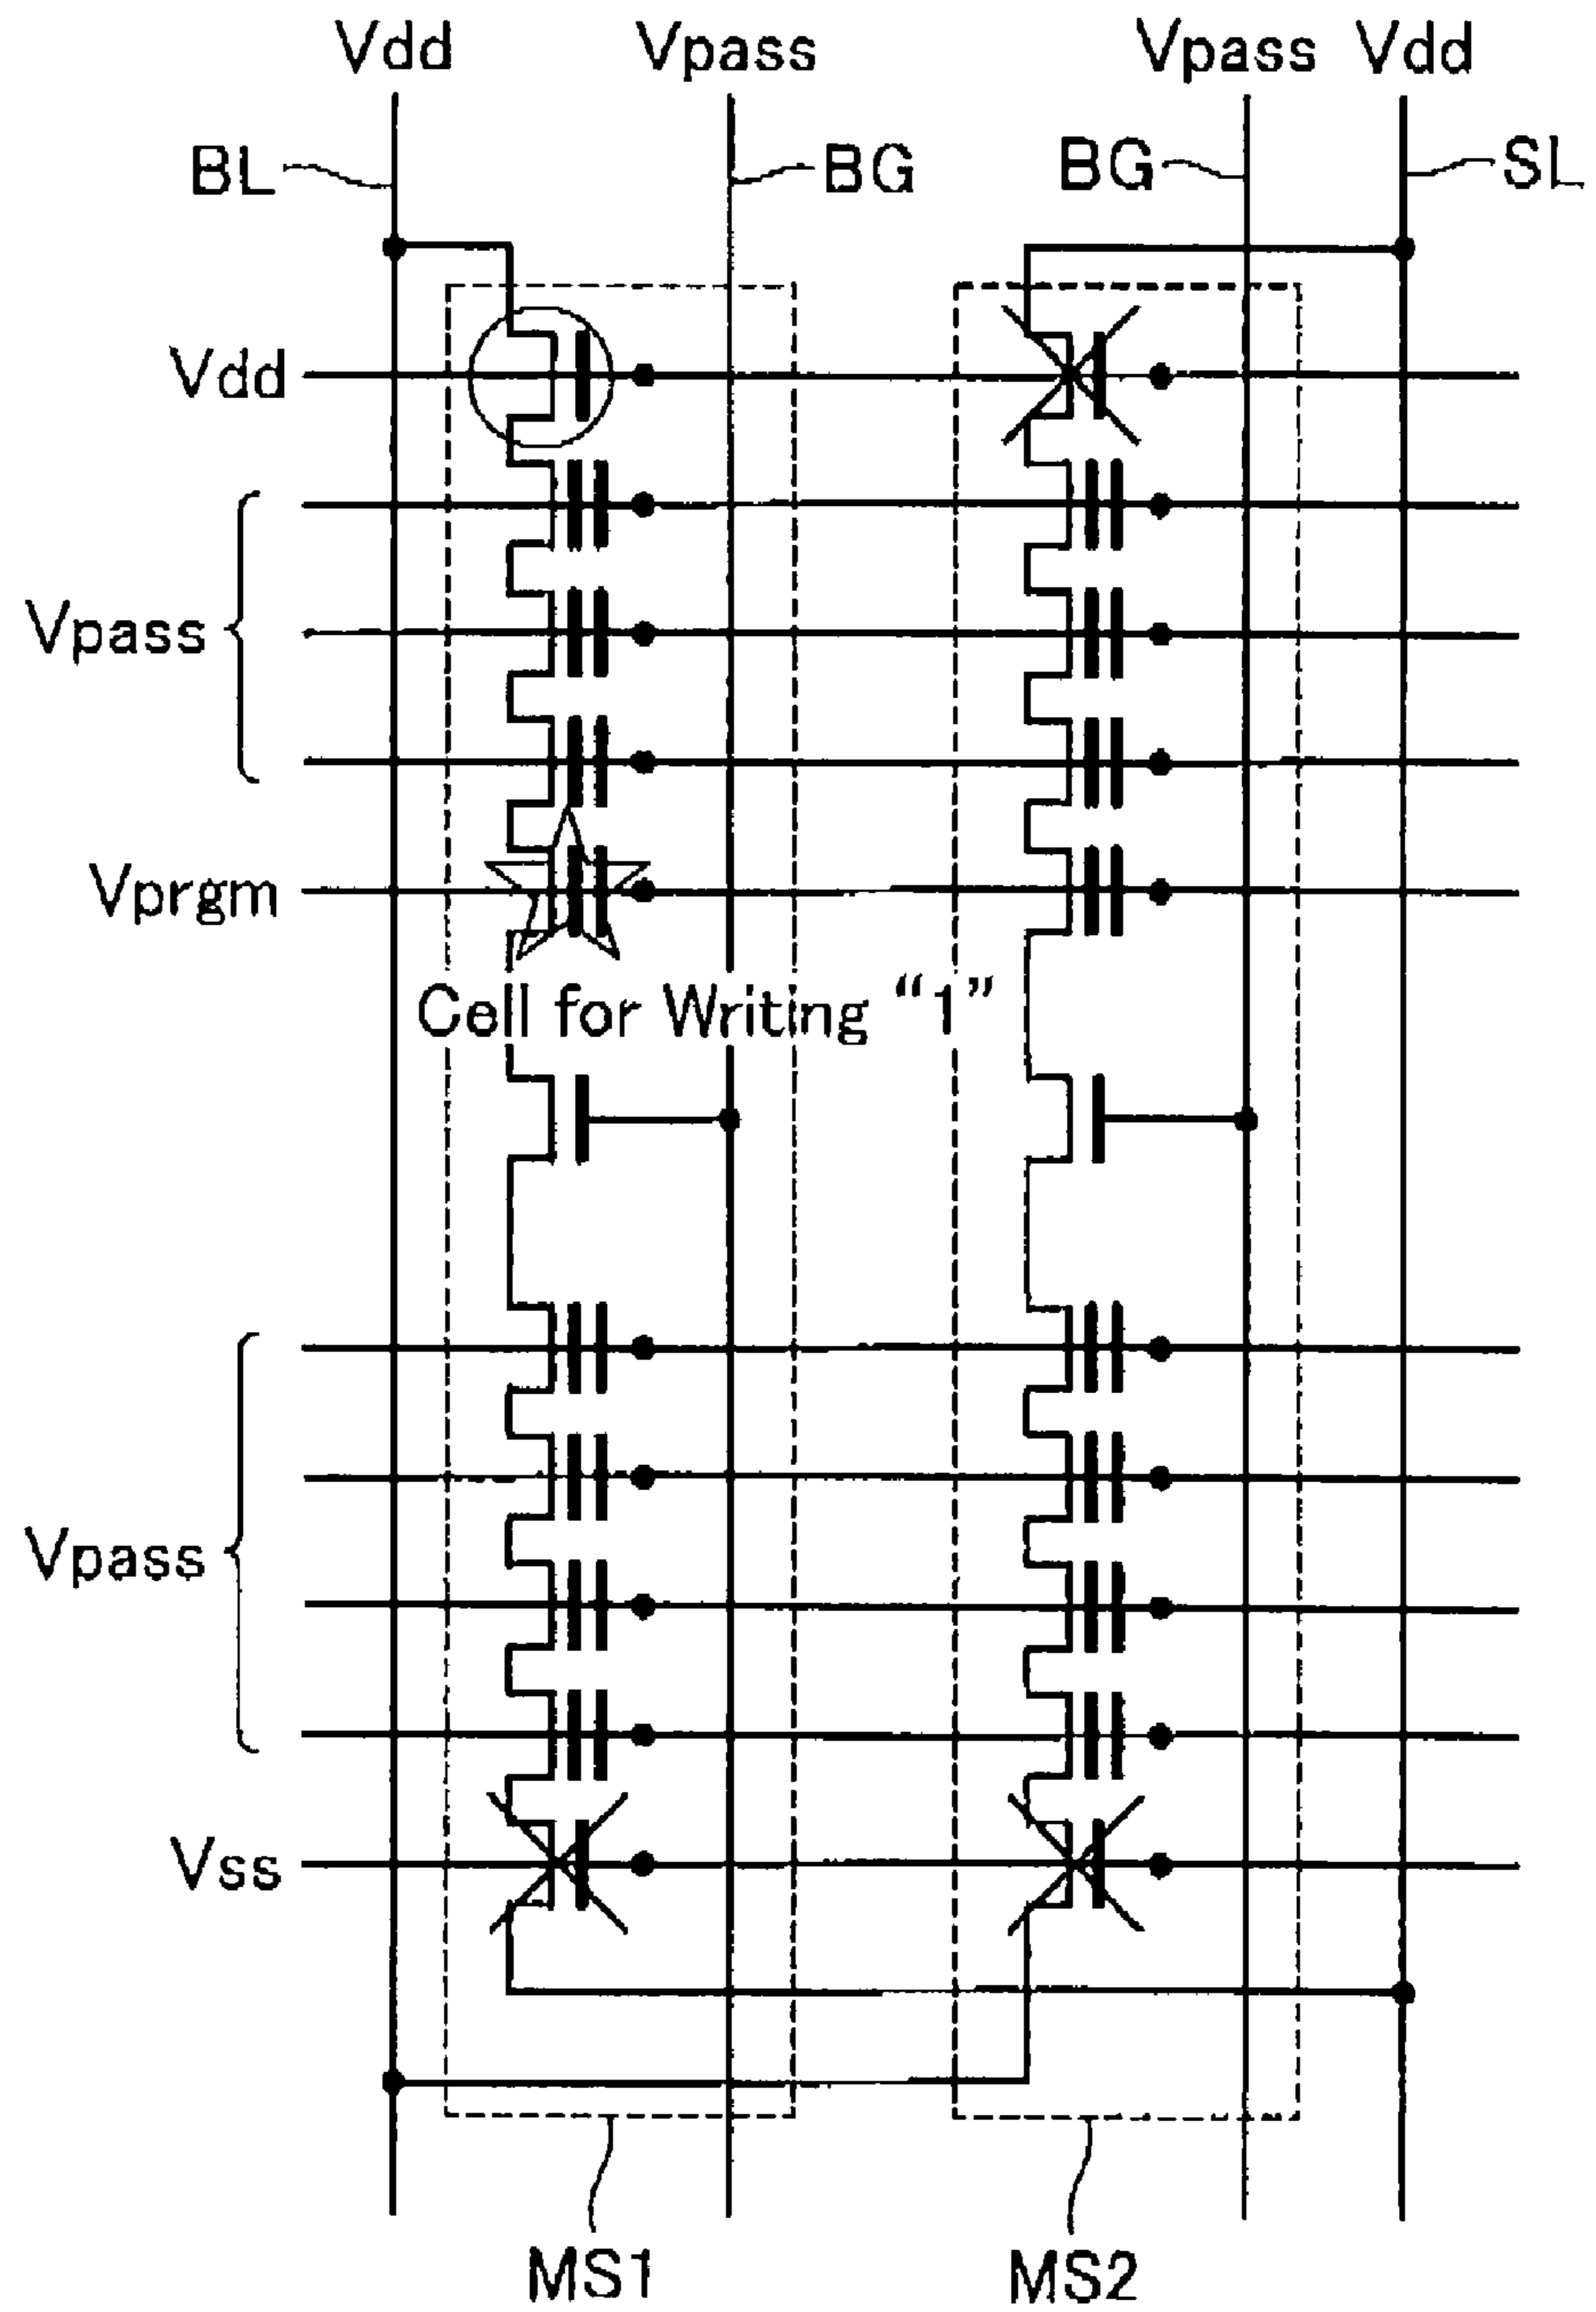 Vdd Vpass Vpass Vdd
BL BG BG SL
Vdd
Vpass
Vprgm
Cell for Writing “1”
Vpass
Vss
MS1 MS2